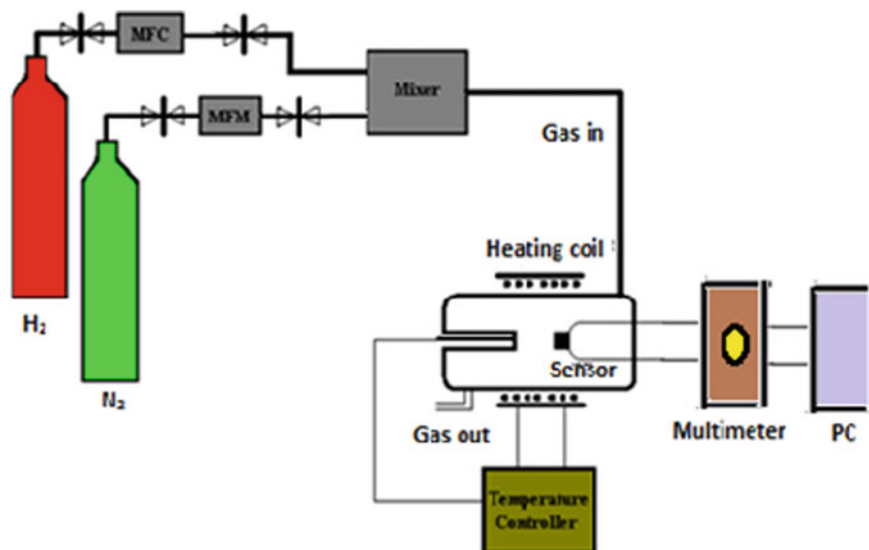 MFC
Mixer
MFM
Gas in
Heating coil
H₂
Sensor
N₂
Gas out
Multimeter
PC
Temperature
Controller